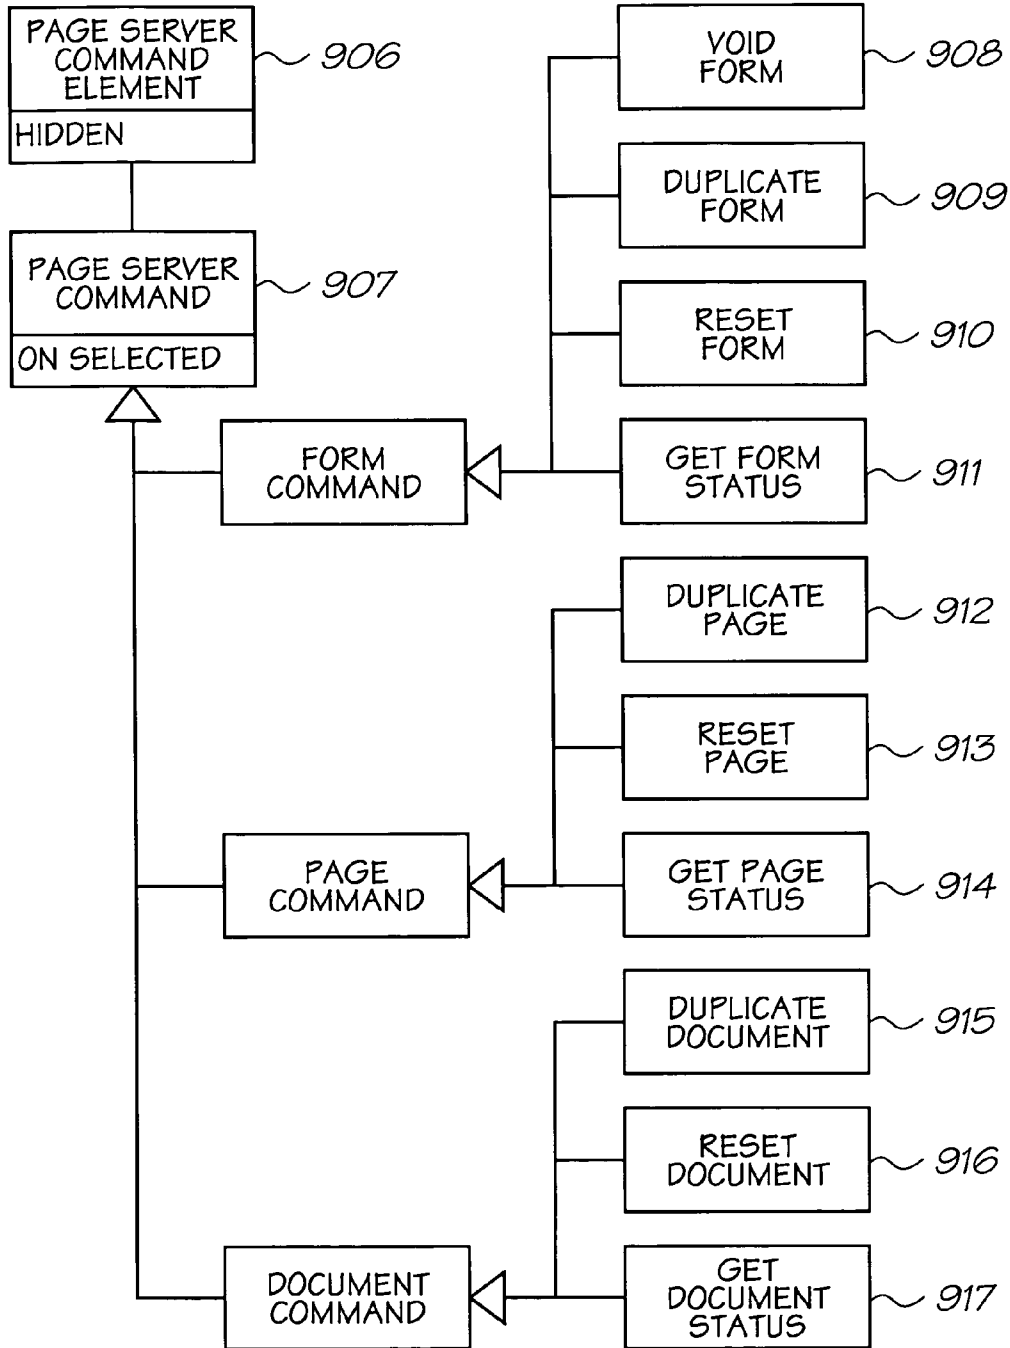 PAGE SERVER
COMMAND
ELEMENT
906
HIDDEN
PAGE SERVER
COMMAND
907
ON SELECTED
FORM
COMMAND
VOID
FORM
908
DUPLICATE
FORM
909
RESET
FORM
910
GET FORM
STATUS
911
PAGE
COMMAND
DUPLICATE
PAGE
912
RESET
PAGE
913
GET PAGE
STATUS
914
DOCUMENT
COMMAND
DUPLICATE
DOCUMENT
915
RESET
DOCUMENT
916
GET
DOCUMENT
STATUS
917